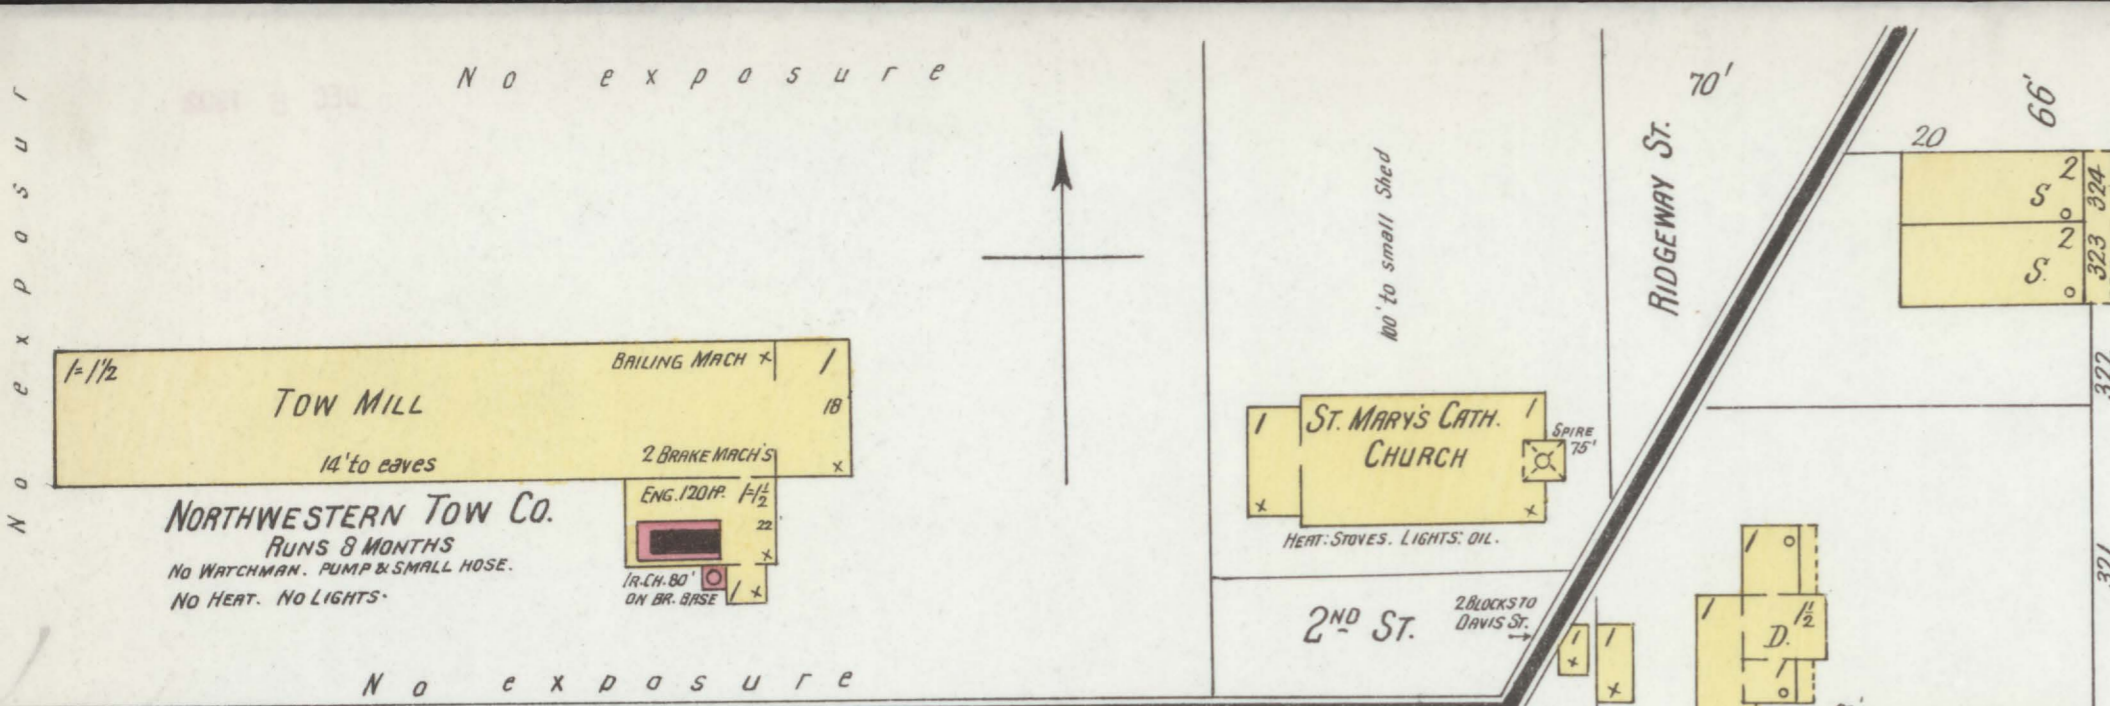 No exposure
No exposur
1=1½
BAILING MACH x
1
TOW MILL
18
14' to eaves
2 BRAKE MACH'S
x
ENG. 120 HP. 1=1½
22
x
NORTHWESTERN TOW CO.
RUNS 8 MONTHS
NO WATCHMAN. PUMP & SMALL HOSE.
NO HEAT. NO LIGHTS.
IR. CH. 80'
ON BR. BASE
1 x
No exposure
100' to small Shed
1
ST. MARY'S CATH.
1
CHURCH
SPIRE
75'
x
x
HEAT: STOVES. LIGHTS: OIL.
2ND ST.
2 BLOCKS TO
DAVIS ST.
70'
RIDGEWAY ST.
66'
20
2
S
324
2
S.
323
322
321
1
1
1½
D.
1
1
x
1
x